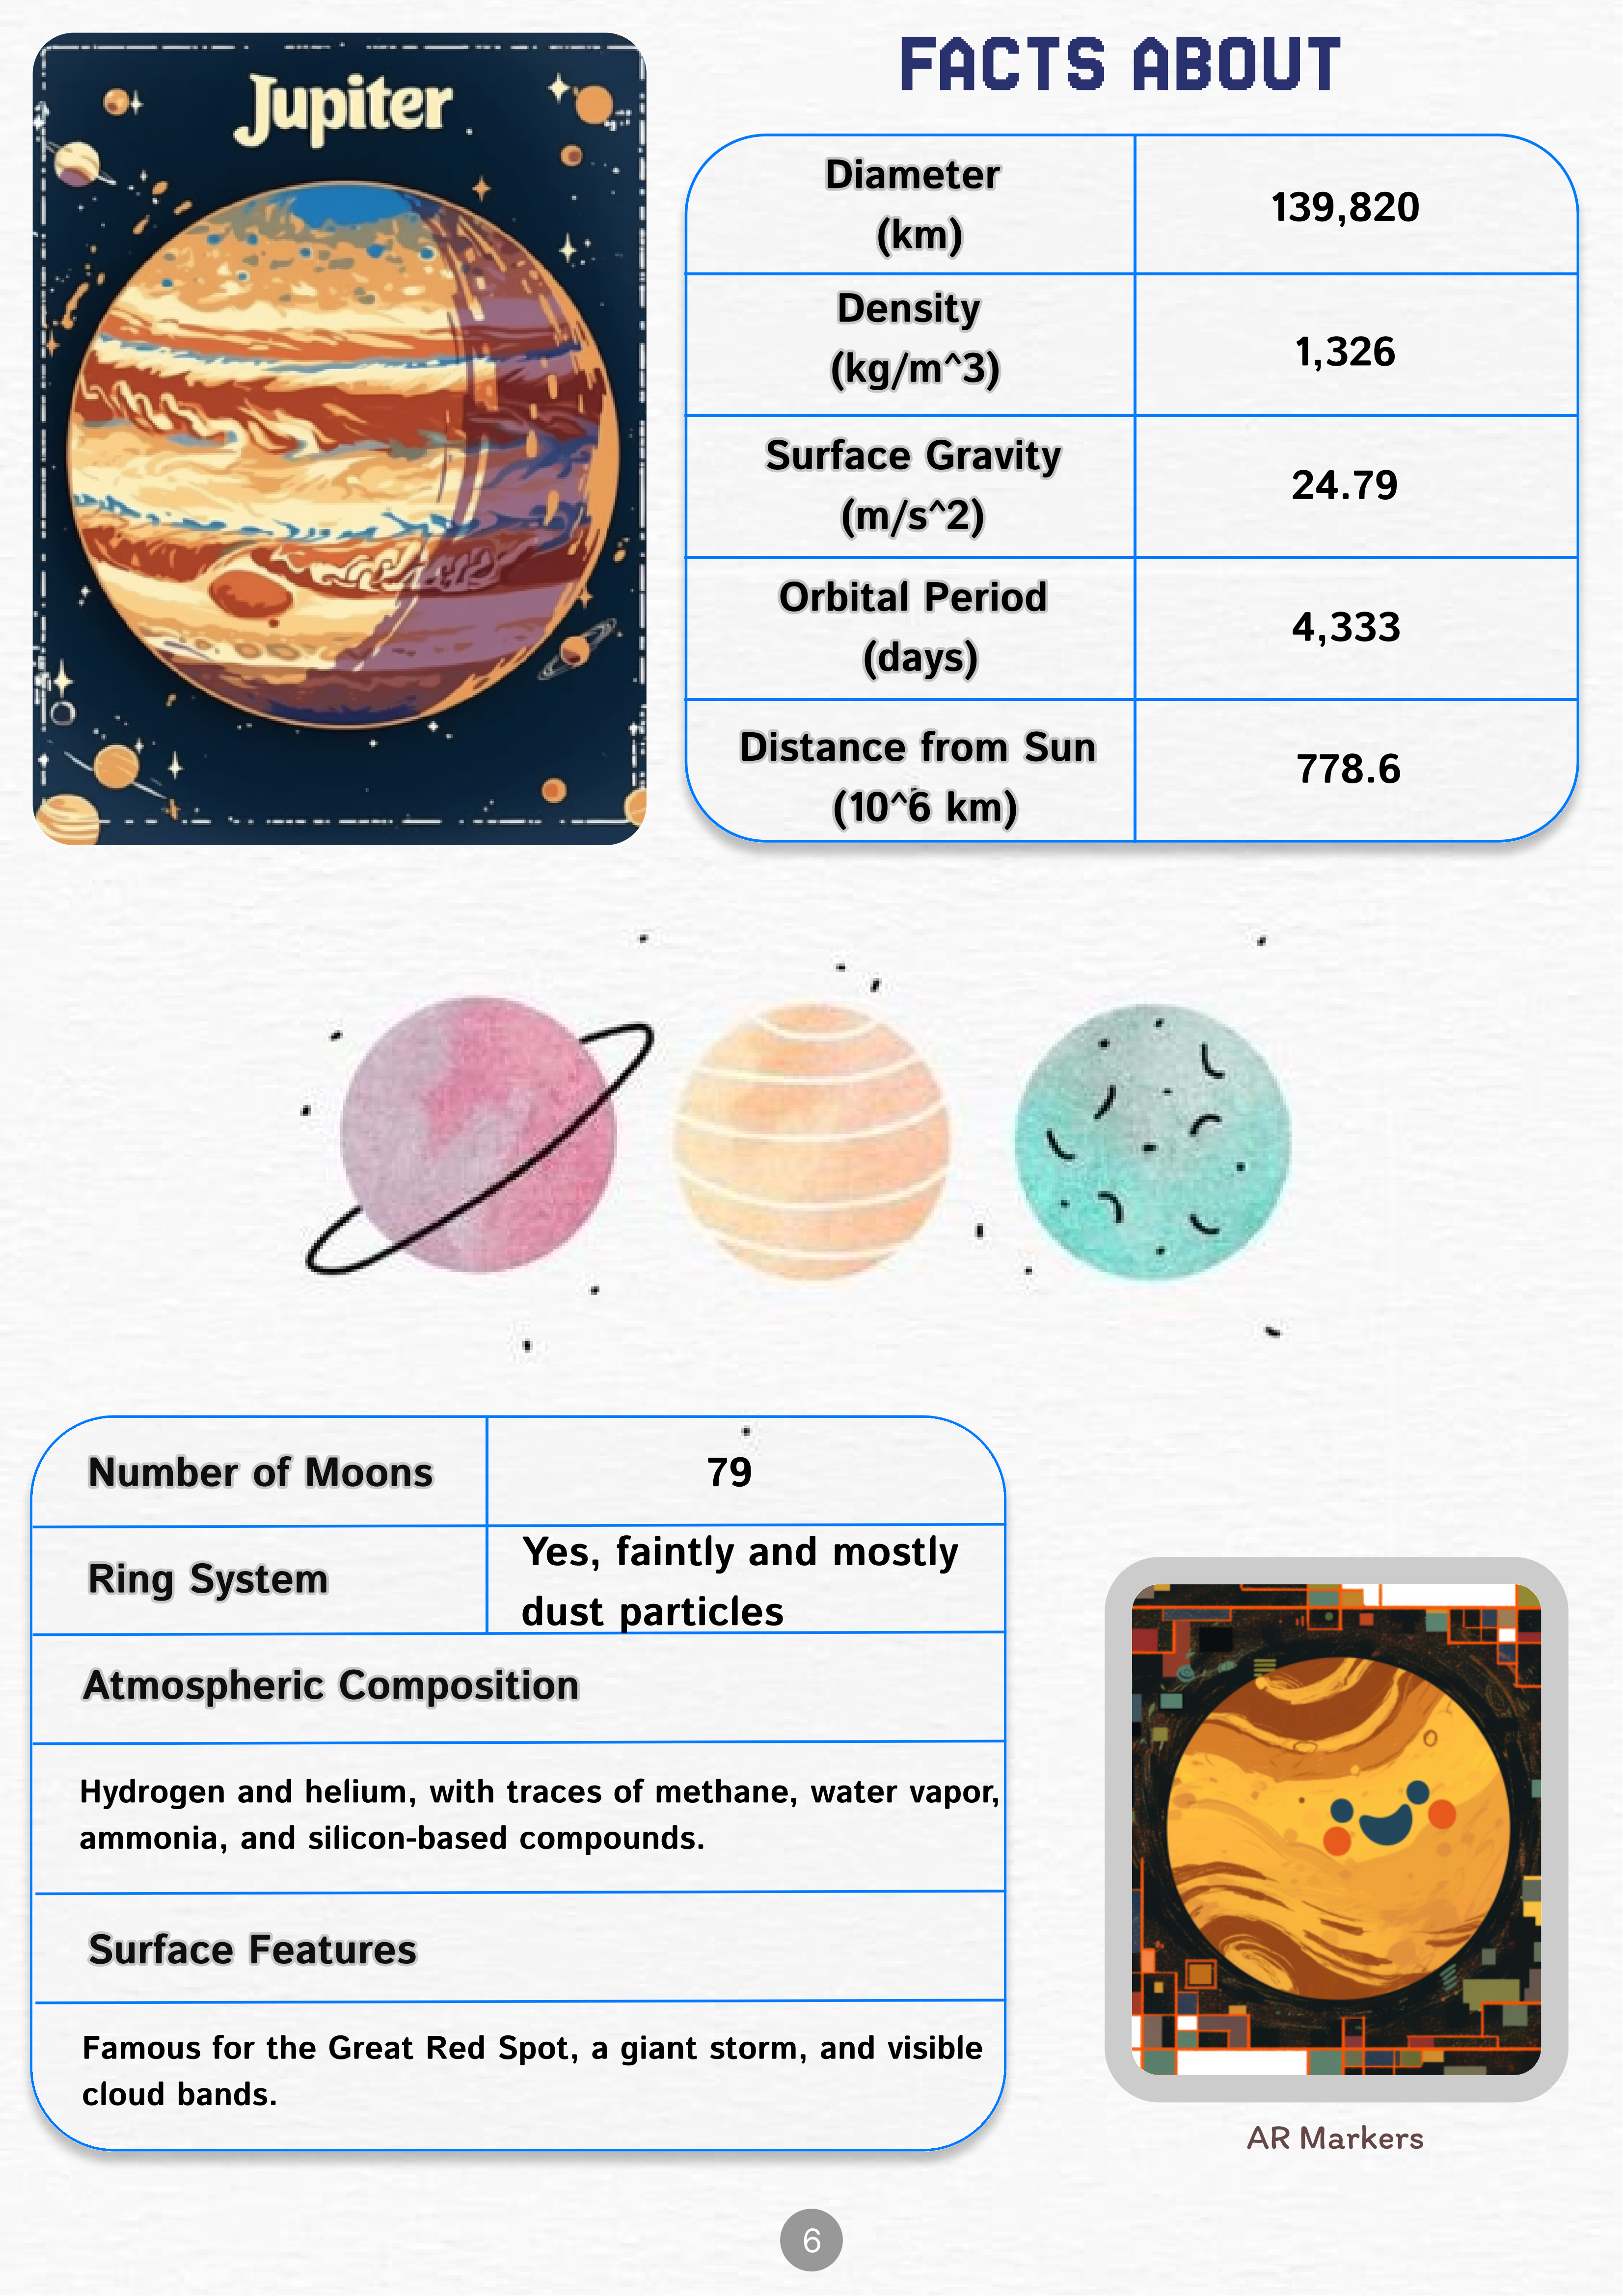 Jupiter
FACTS ABOUT
Diameter
(km)
139,820
Density
(kg/m^3)
1,326
Surface Gravity
(m/s^2)
24.79
Orbital Period
(days)
4,333
Distance from Sun
(10^6 km)
778.6
Number of Moons
79
Ring System
Yes, faintly and mostly
dust particles
Atmospheric Composition
Hydrogen and helium, with traces of methane, water vapor,
ammonia, and silicon-based compounds.
Surface Features
Famous for the Great Red Spot, a giant storm, and visible
cloud bands.
AR Markers
6